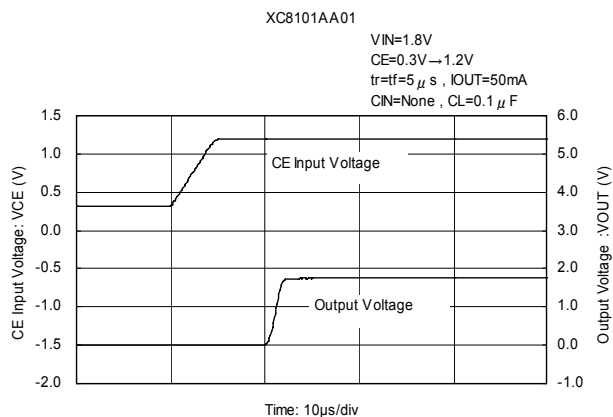 XC8101AA01
VIN=1.8V
CE=0.3V→1.2V
tr=tf=5μs , IOUT=50mA
CIN=None , CL=0.1μF
CE Input Voltage: VCE (V)
1.5
1.0
0.5
0.0
-0.5
-1.0
-1.5
-2.0
CE Input Voltage
Output Voltage
6.0
5.0
4.0
3.0
2.0
1.0
0.0
-1.0
Output Voltage :VOUT (V)
Time: 10μs/div